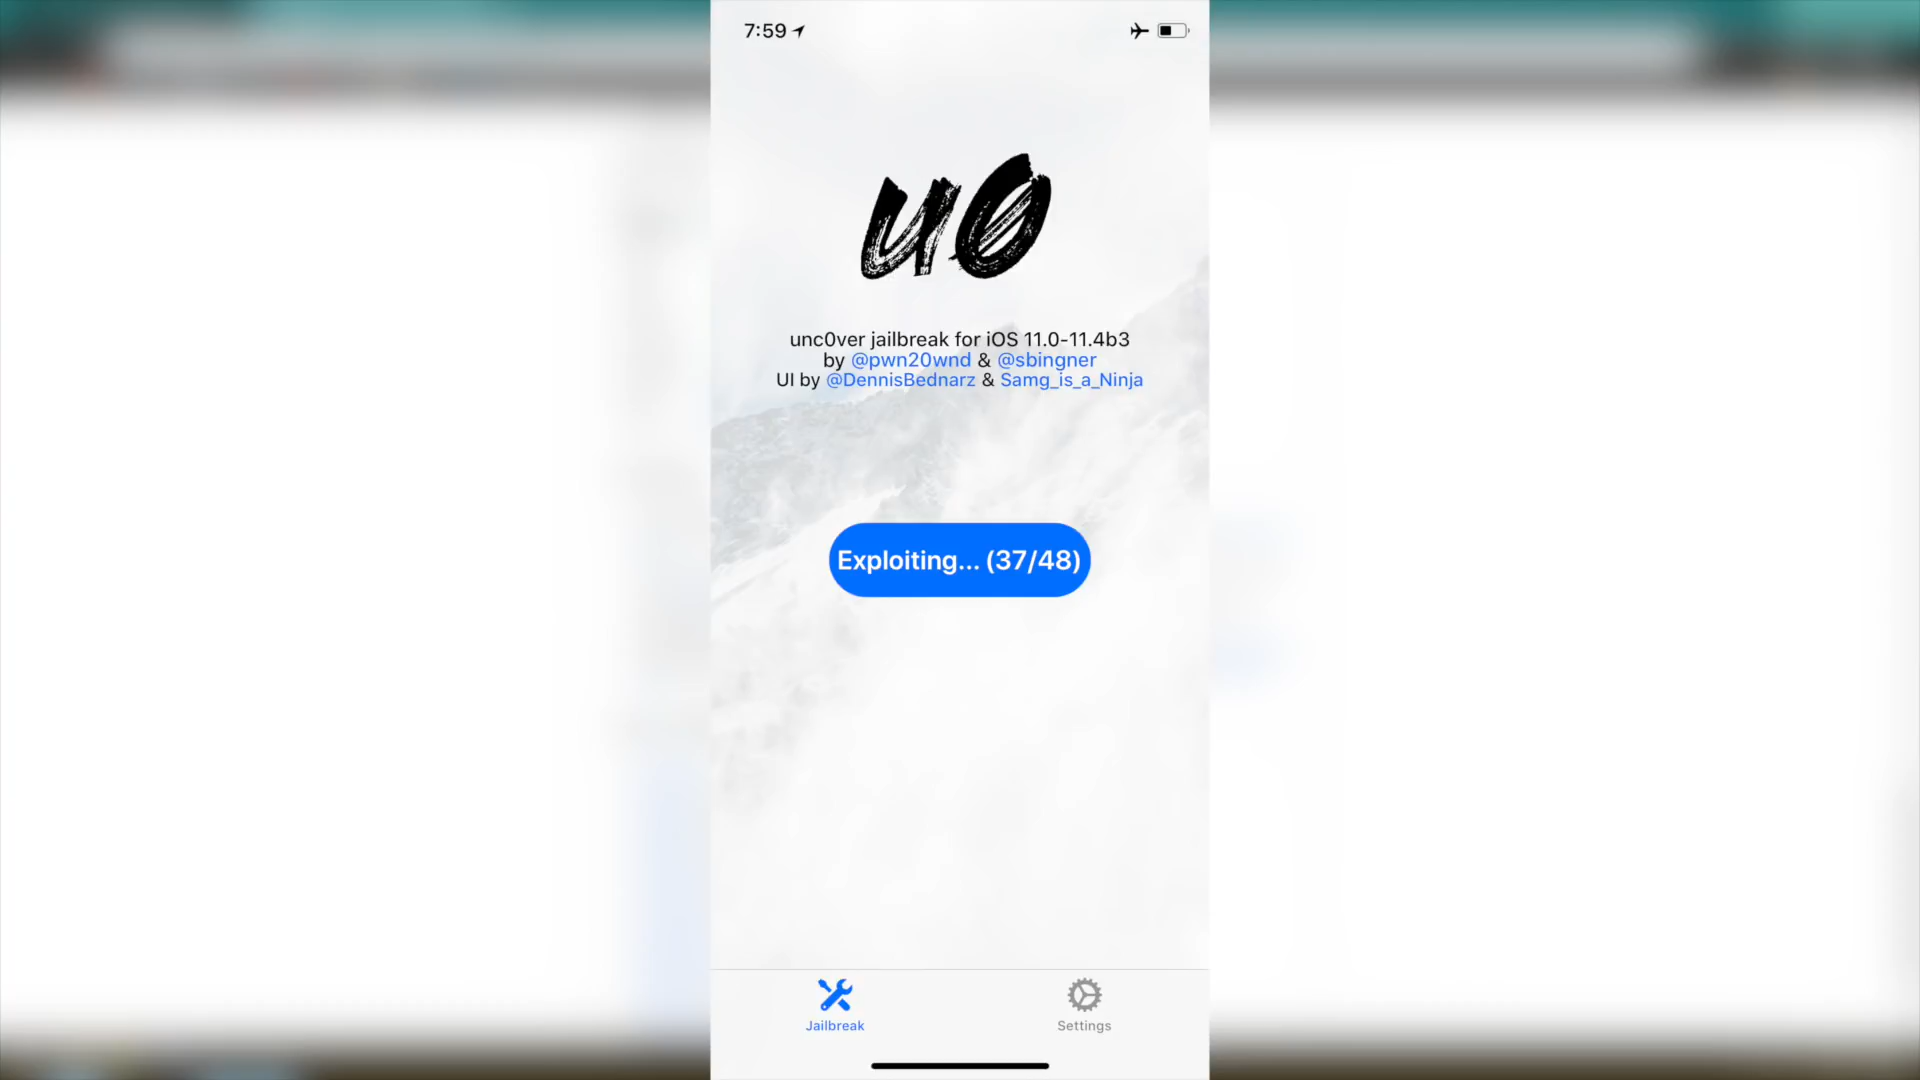 7:59
u0
unc0ver jailbreak for iOS 11.0-11.4b3
by @pwn20wnd & @sbingner
UI by @DennisBednarz & Samg_is_a_Ninja
Exploiting... (37/48)
Jailbreak
Settings